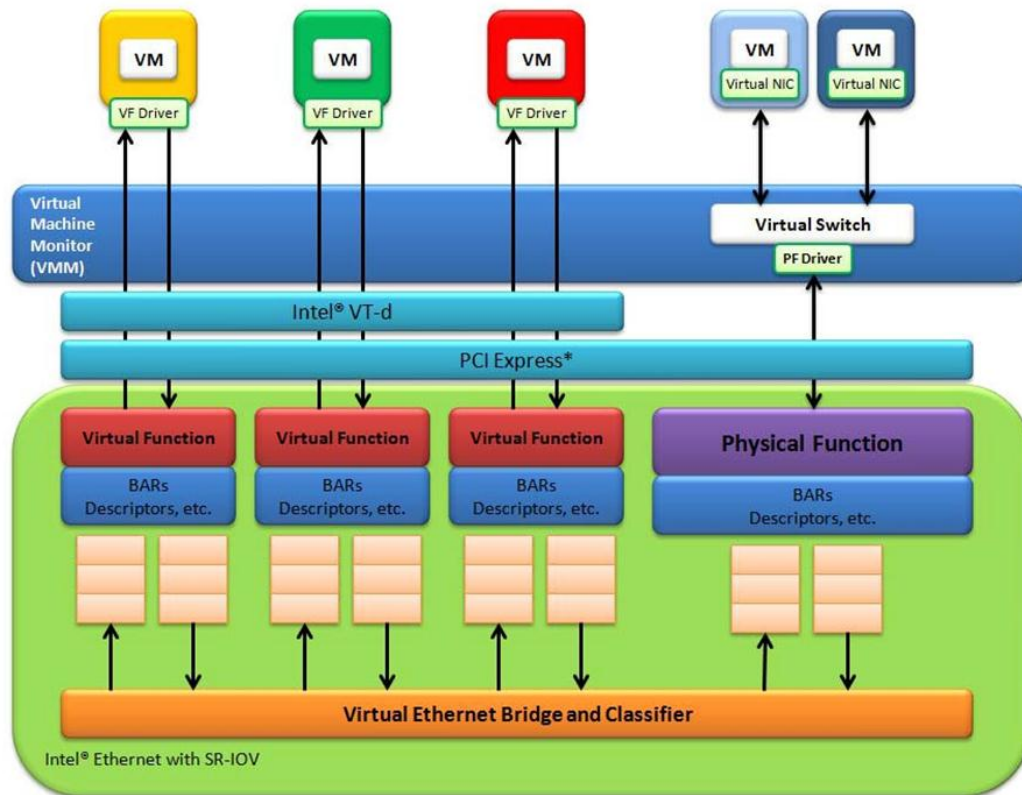 VM
VM
VM
VM
VM
VF Driver
VF Driver
VF Driver
Virtual NIC
Virtual NIC
Virtual
Machine
Monitor
(VMM)
Virtual Switch
PF Driver
Intel® VT-d
PCI Express*
Virtual Function
Virtual Function
Virtual Function
Physical Function
BARs
Descriptors, etc.
BARs
Descriptors, etc.
BARs
Descriptors, etc.
BARs
Descriptors, etc.
Virtual Ethernet Bridge and Classifier
Intel® Ethernet with SR-IOV